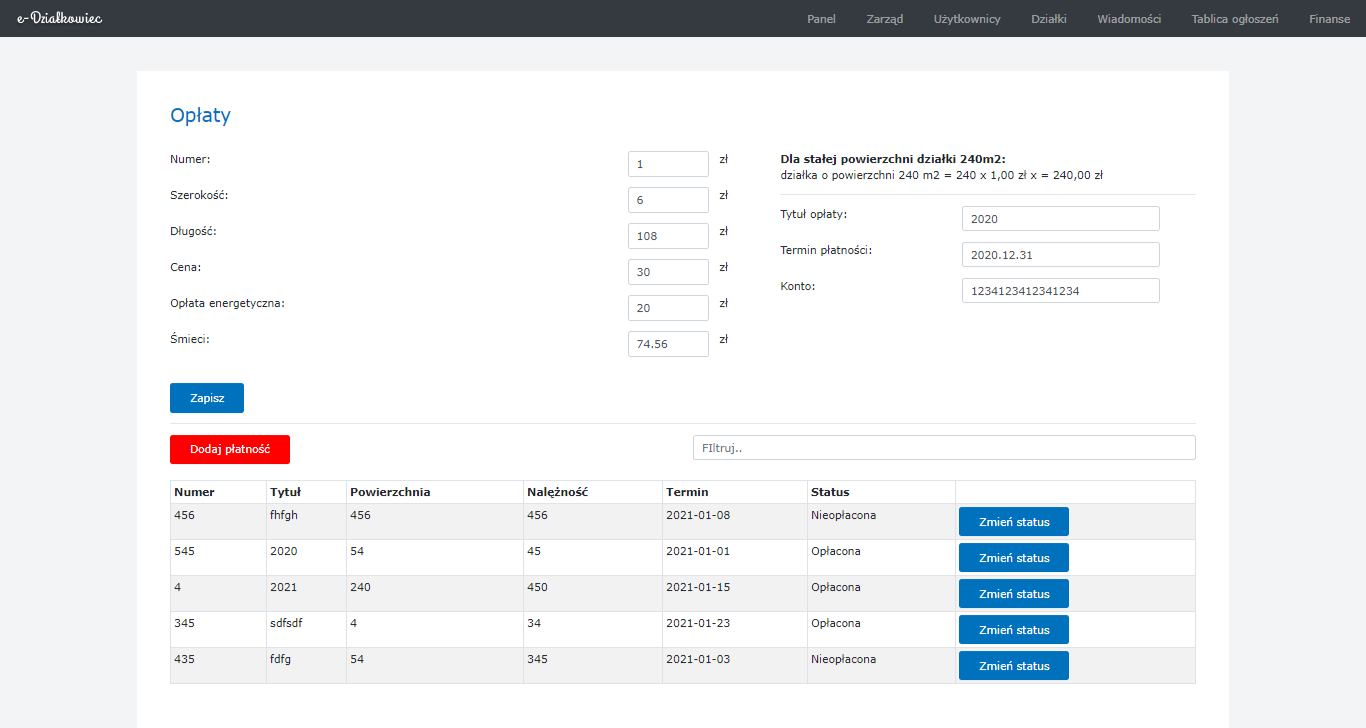 e-Działkowiec
Panel Zarząd Użytkownicy Działki Wiadomości Tablica ogłoszeń Finanse
Opłaty
Numer: 1 zł
Szerokość: 6 zł
Długość: 108 zł
Cena: 30 zł
Opłata energetyczna: 20 zł
Śmieci: 74.56 zł
Dla stałej powierzchni działki 240m2:
działka o powierzchni 240 m2 = 240 x 1,00 zł x = 240,00 zł
Tytuł opłaty: 2020
Termin płatności: 2020.12.31
Konto: 1234123412341234
Zapisz
Dodaj płatność FIltruj..
Numer Tytuł Powierzchnia Nalężność Termin Status
456 fhfgh 456 456 2021-01-08 Nieopłacona Zmień status
545 2020 54 45 2021-01-01 Opłacona Zmień status
4 2021 240 450 2021-01-15 Opłacona Zmień status
345 sdfsdf 4 34 2021-01-23 Opłacona Zmień status
435 fdfg 54 345 2021-01-03 Nieopłacona Zmień status